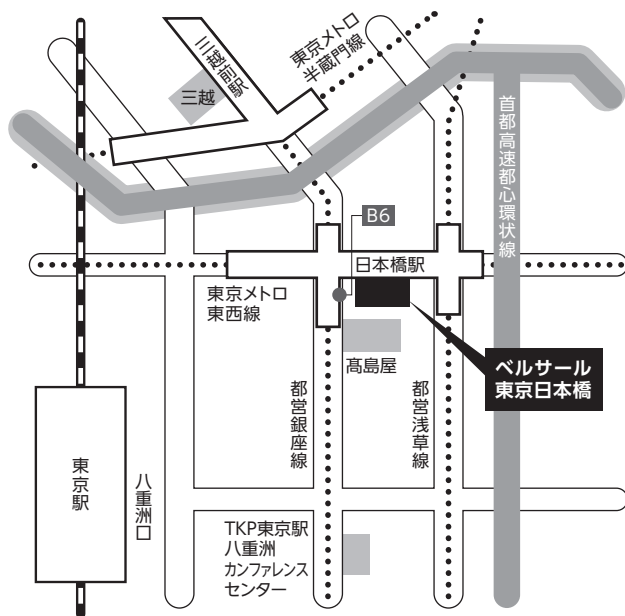 三越前駅
三越
東京メトロ
半蔵門線
首都高速都心環状線
B6
日本橋駅
東京メトロ
東西線
髙島屋
ベルサール
東京日本橋
都営銀座線
都営浅草線
東京駅
八重洲口
TKP東京駅
八重洲
カンファレンス
センター